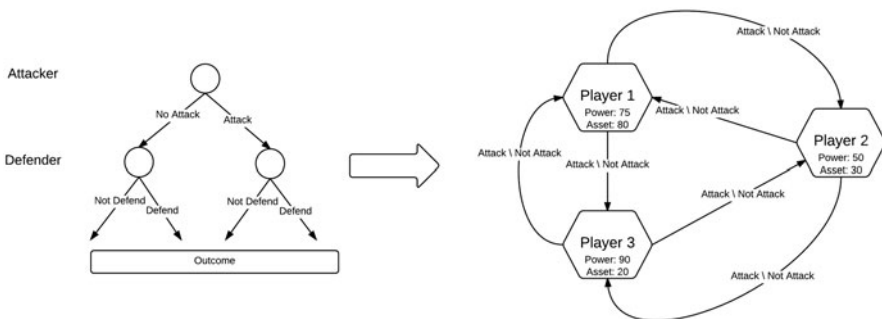 Attacker
No Attack
Attack
Defender
Not Defend
Defend
Not Defend
Defend
Outcome
Attack \ Not Attack
Player 1
Power: 75
Asset: 80
Attack \ Not Attack
Player 2
Power: 50
Asset: 30
Attack \ Not Attack
Attack \ Not Attack
Attack \ Not Attack
Player 3
Power: 90
Asset: 20
Attack \ Not Attack